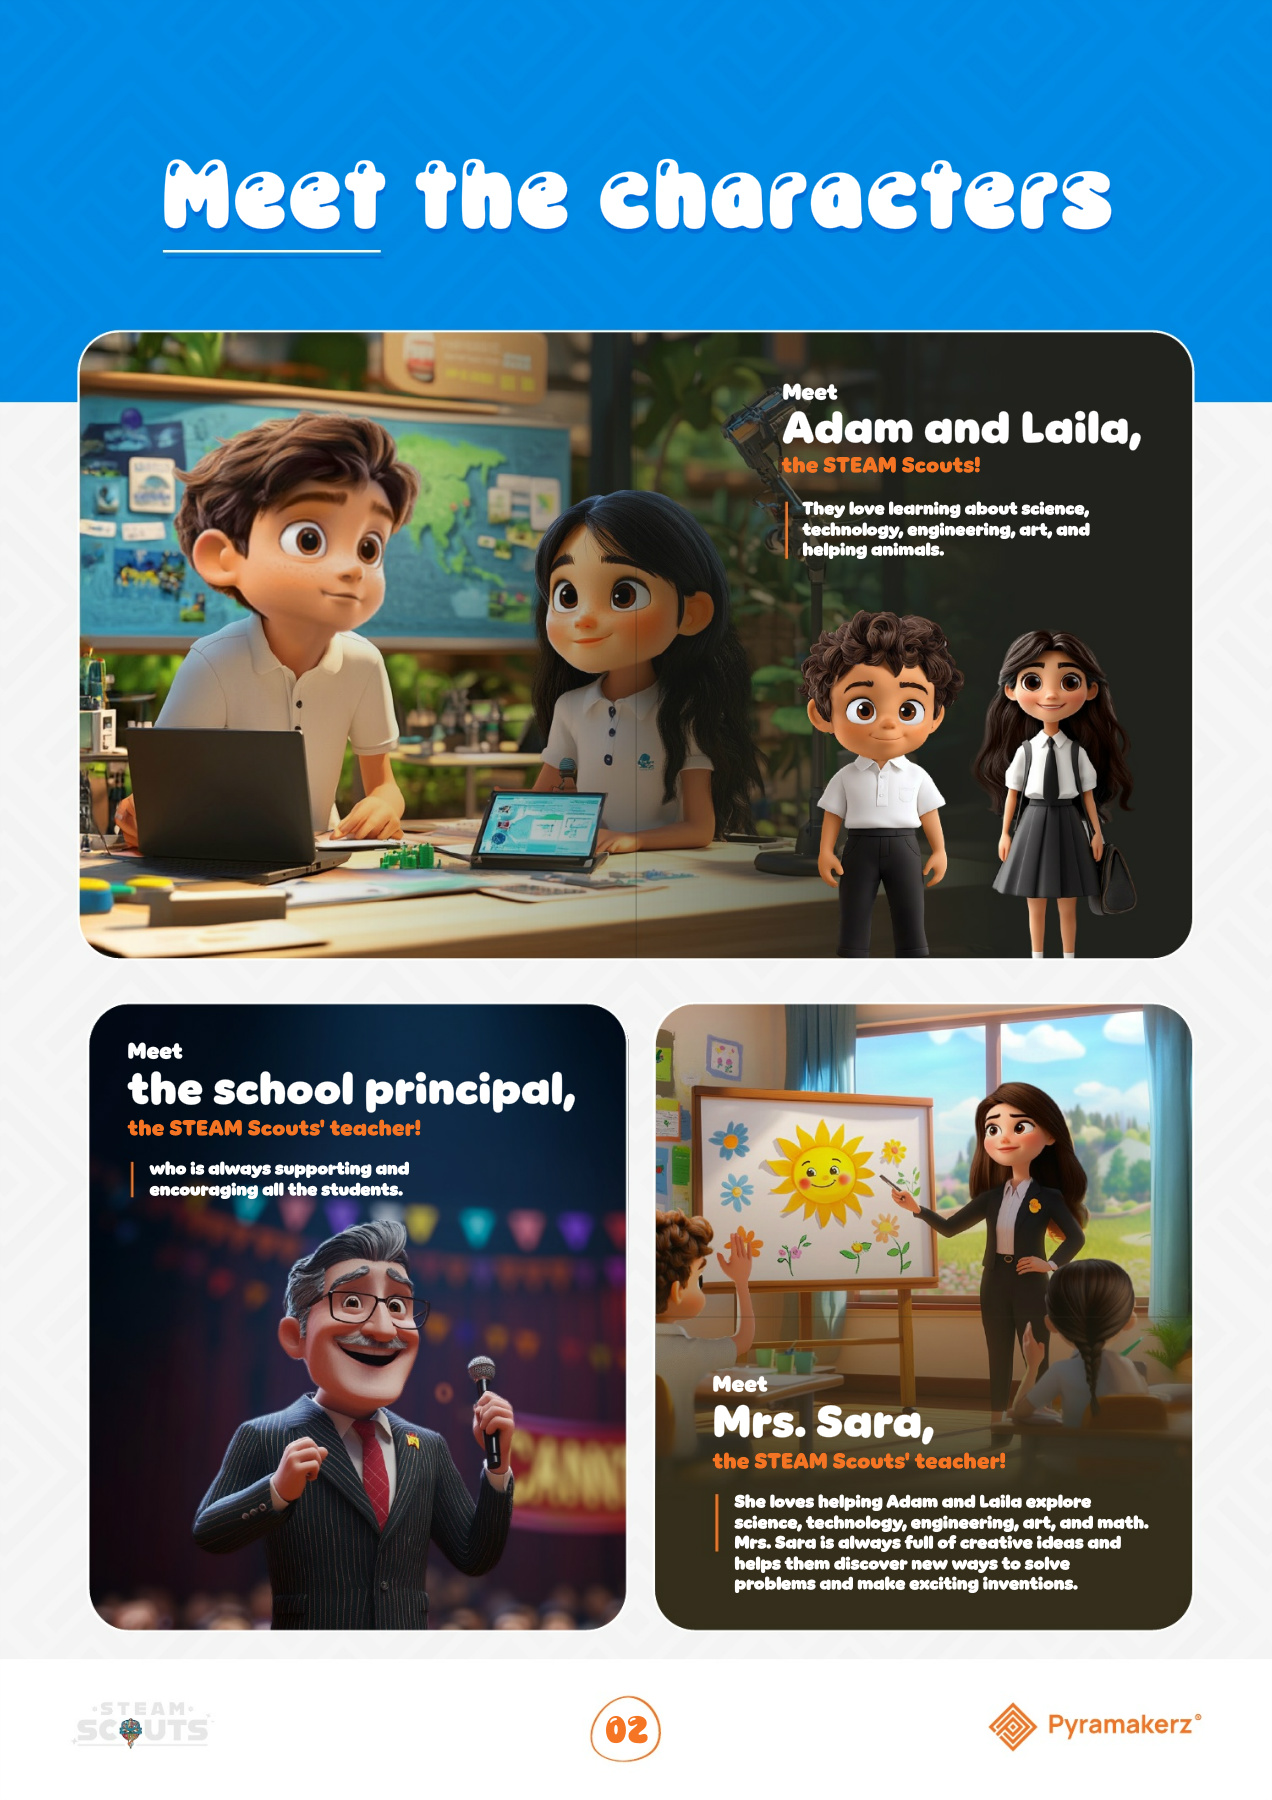 Meet the characters
Meet
Adam and Laila,
the STEAM Scouts!
They love learning about science,
technology, engineering, art, and
helping animals.
Meet
the school principal,
the STEAM Scouts' teacher!
who is always supporting and
encouraging all the students.
Meet
Mrs. Sara,
the STEAM Scouts' teacher!
She loves helping Adam and Laila explore
science, technology, engineering, art, and math.
Mrs. Sara is always full of creative ideas and
helps them discover new ways to solve
problems and make exciting inventions.
STEAM
SCOUTS
02
Pyramakerz®